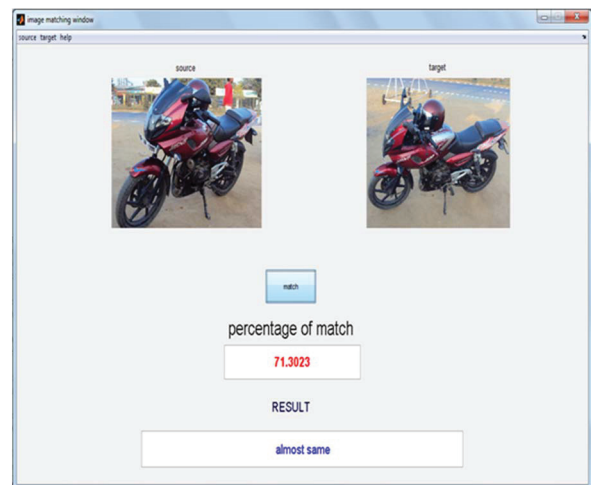 image matching window
source target help
source
target
match
percentage of match
71.3023
RESULT
almost same